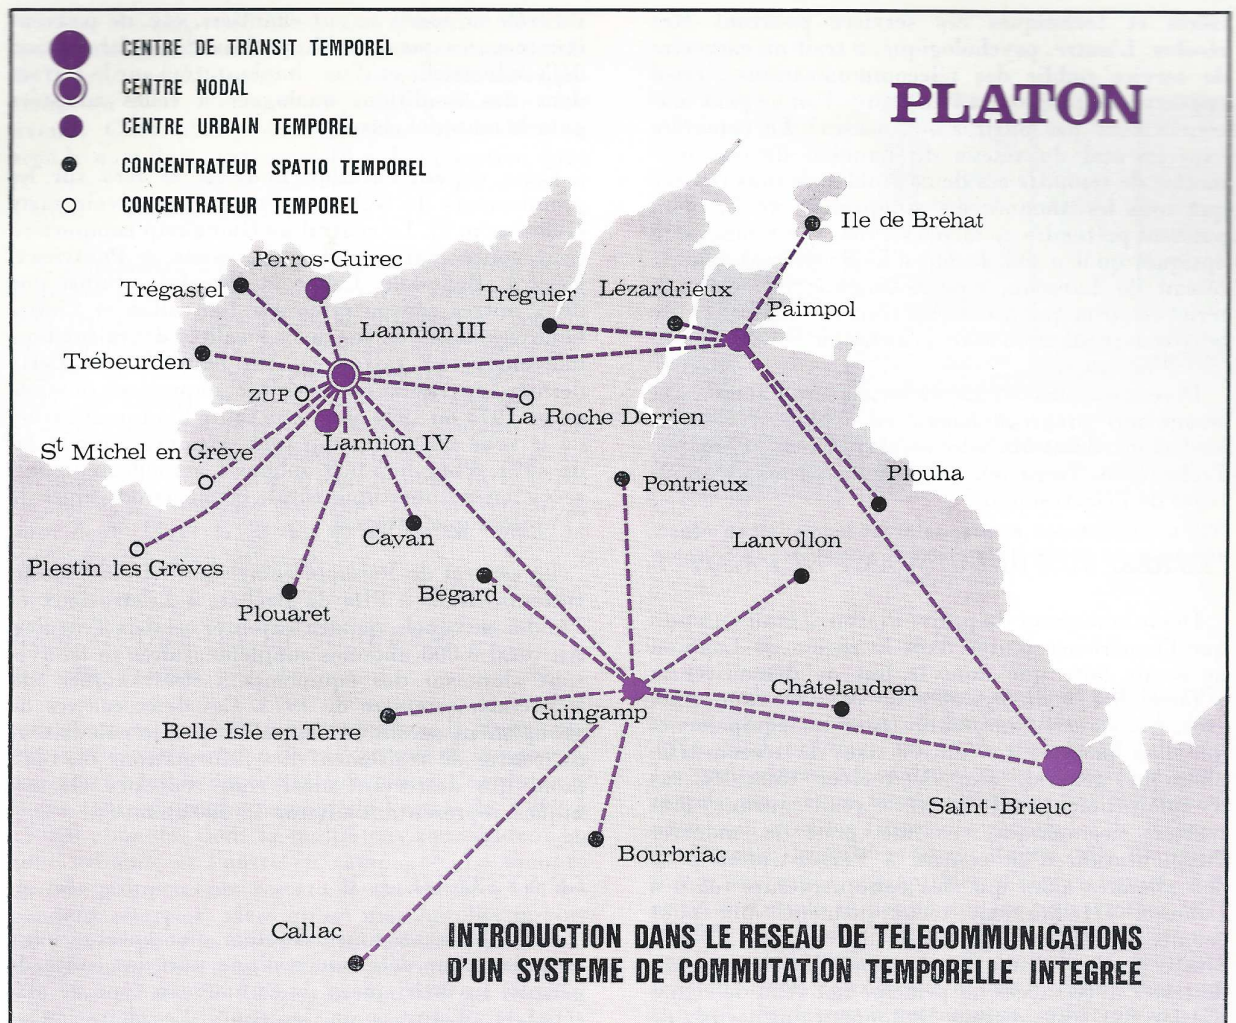 CENTRE DE TRANSIT TEMPOREL
CENTRE NODAL
CENTRE URBAIN TEMPOREL
CONCENTRATEUR SPATIO TEMPOREL
CONCENTRATEUR TEMPOREL
PLATON
Ile de Bréhat
Perros-Guirec
Trégastel
Tréguier
Lézardrieux
Paimpol
Lannion III
Trébeurden
ZUP
La Roche Derrien
Lannion IV
St Michel en Grève
Plouha
Pontrieux
Cavan
Lanvollon
Plestin les Grèves
Bégard
Plouaret
Châtelaudren
Guingamp
Belle Isle en Terre
Saint-Brieuc
Bourbriac
Callac
INTRODUCTION DANS LE RESEAU DE TELECOMMUNICATIONS
D'UN SYSTEME DE COMMUTATION TEMPORELLE INTEGREE